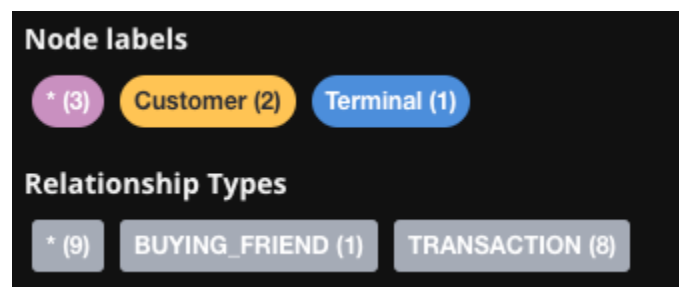 Node labels
* (3) Customer (2) Terminal (1)
Relationship Types
* (9) BUYING_FRIEND (1) TRANSACTION (8)